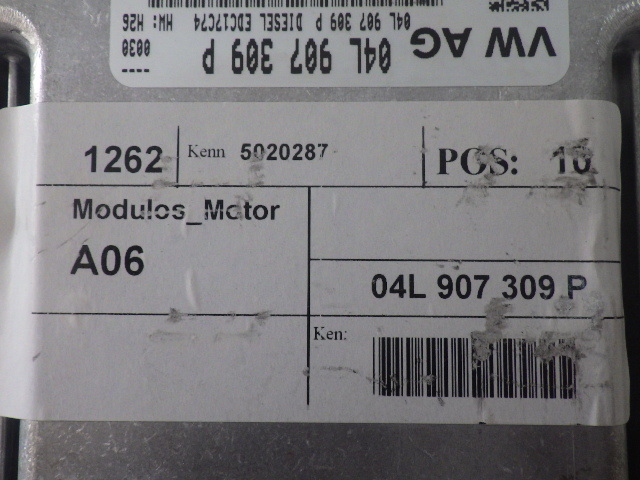 VW AG
04L 907 309 P
04L 907 309 P DIESEL EDC17C74 HW: H26
0030 ---
1262
Kenn 5020287
POS: 10
Modulos_Motor
A06
04L 907 309 P
Ken: